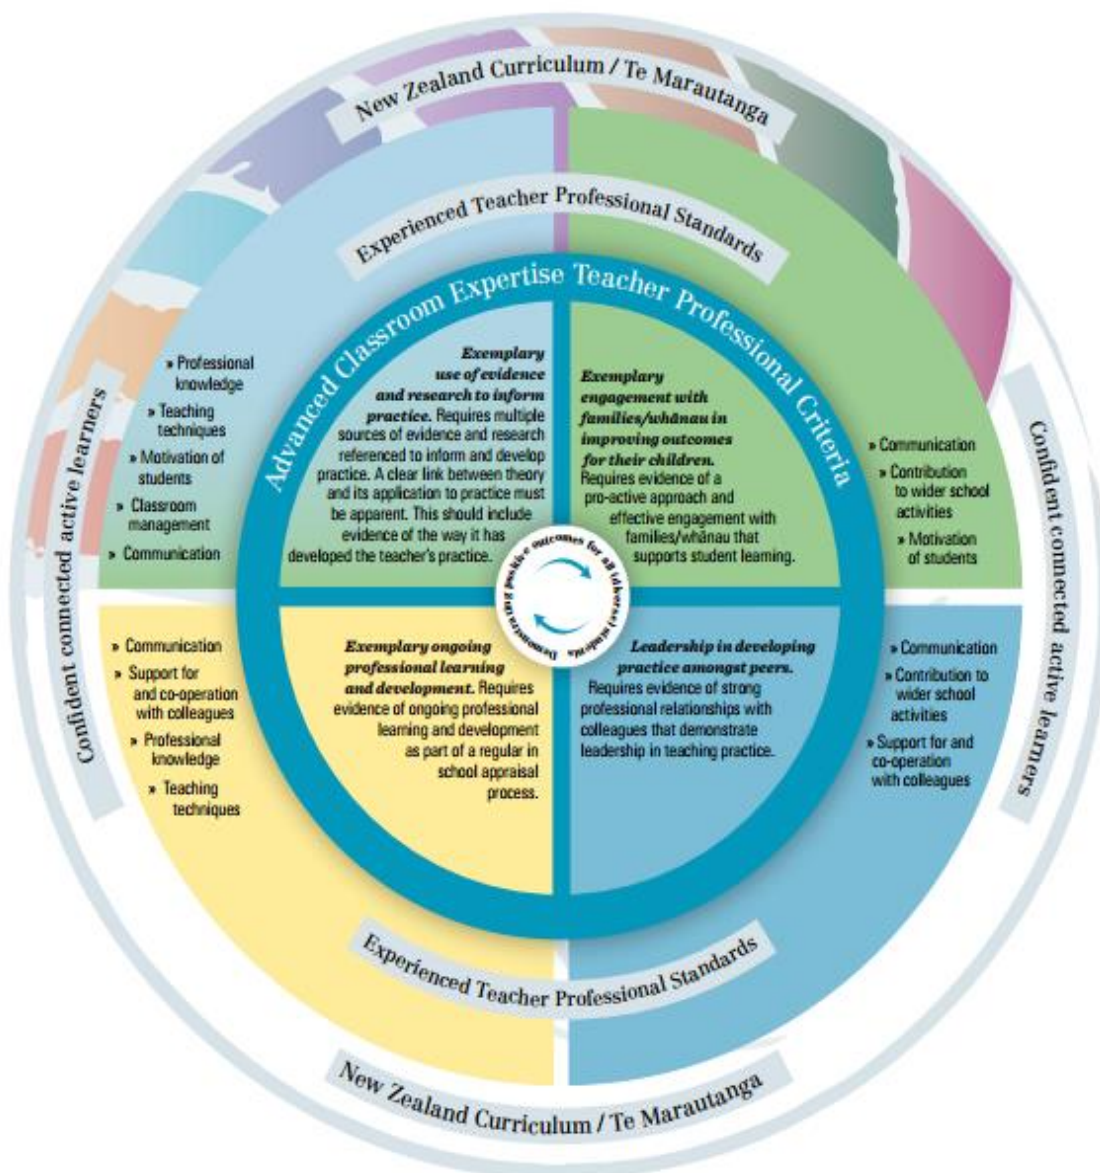 New Zealand Curriculum / Te Marautanga
Experienced Teacher Professional Standards
Advanced Classroom Expertise Teacher Professional Criteria
Confident connected active learners
» Professional
knowledge
» Teaching
techniques
» Motivation of
students
» Classroom
management
» Communication
Exemplary
use of evidence
and research to inform
practice. Requires multiple
sources of evidence and research
referenced to inform and develop
practice. A clear link between theory
and its application to practice must
be apparent. This should include
evidence of the way it has
developed the teacher's practice.
Exemplary
engagement with
families/whānau in
improving outcomes
for their children.
Requires evidence of a
pro-active approach and
effective engagement with
families/whānau that
supports student learning.
» Communication
» Contribution
to wider school
activities
» Motivation
of students
Confident connected active learners
Demonstrating positive outcomes for all (diverse) students
» Communication
» Support for
and co-operation
with colleagues
» Professional
knowledge
» Teaching
techniques
Exemplary ongoing
professional learning
and development. Requires
evidence of ongoing professional
learning and development
as part of a regular in
school appraisal
process.
Leadership in developing
practice amongst peers.
Requires evidence of strong
professional relationships with
colleagues that demonstrate
leadership in teaching practice.
» Communication
» Contribution to
wider school
activities
» Support for and
co-operation
with colleagues
Experienced Teacher Professional Standards
New Zealand Curriculum / Te Marautanga